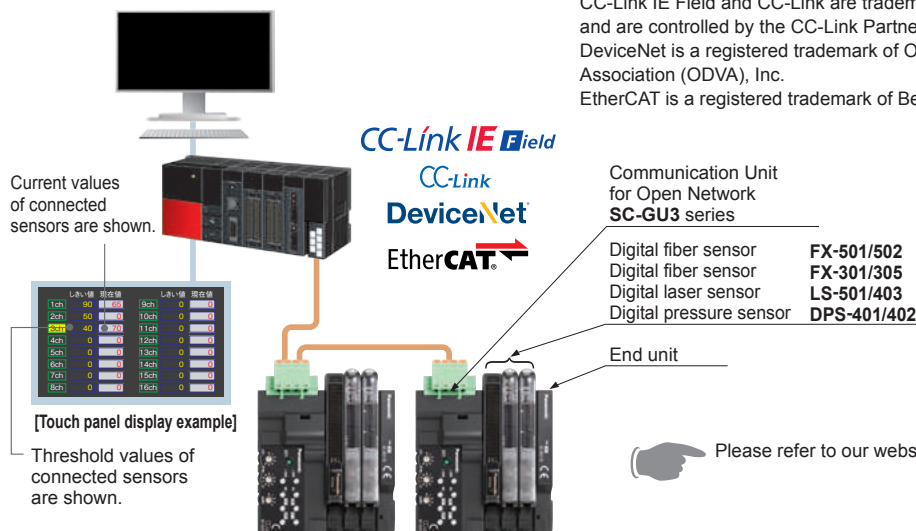 CC-Link IE Field and CC-Link are tradem
and are controlled by the CC-Link Partne
DeviceNet is a registered trademark of O
Association (ODVA), Inc.
EtherCAT is a registered trademark of Be
CC-Link IE Field
CC-Link
DeviceNet
EtherCAT®
Current values
of connected
sensors are shown.
Communication Unit
for Open Network
SC-GU3 series
Digital fiber sensor FX-501/502
Digital fiber sensor FX-301/305
Digital laser sensor LS-501/403
Digital pressure sensor DPS-401/402
End unit
しきい値 現在値 しきい値 現在値
1ch 90 65 9ch 0 0
2ch 50 0 10ch 0 0
3ch 40 70 11ch 0 0
4ch 0 0 12ch 0 0
5ch 0 0 13ch 0 0
6ch 0 0 14ch 0 0
7ch 0 0 15ch 0 0
8ch 0 0 16ch 0 0
[Touch panel display example]
Threshold values of
connected sensors
are shown.
Panasonic
Panasonic
Please refer to our webs